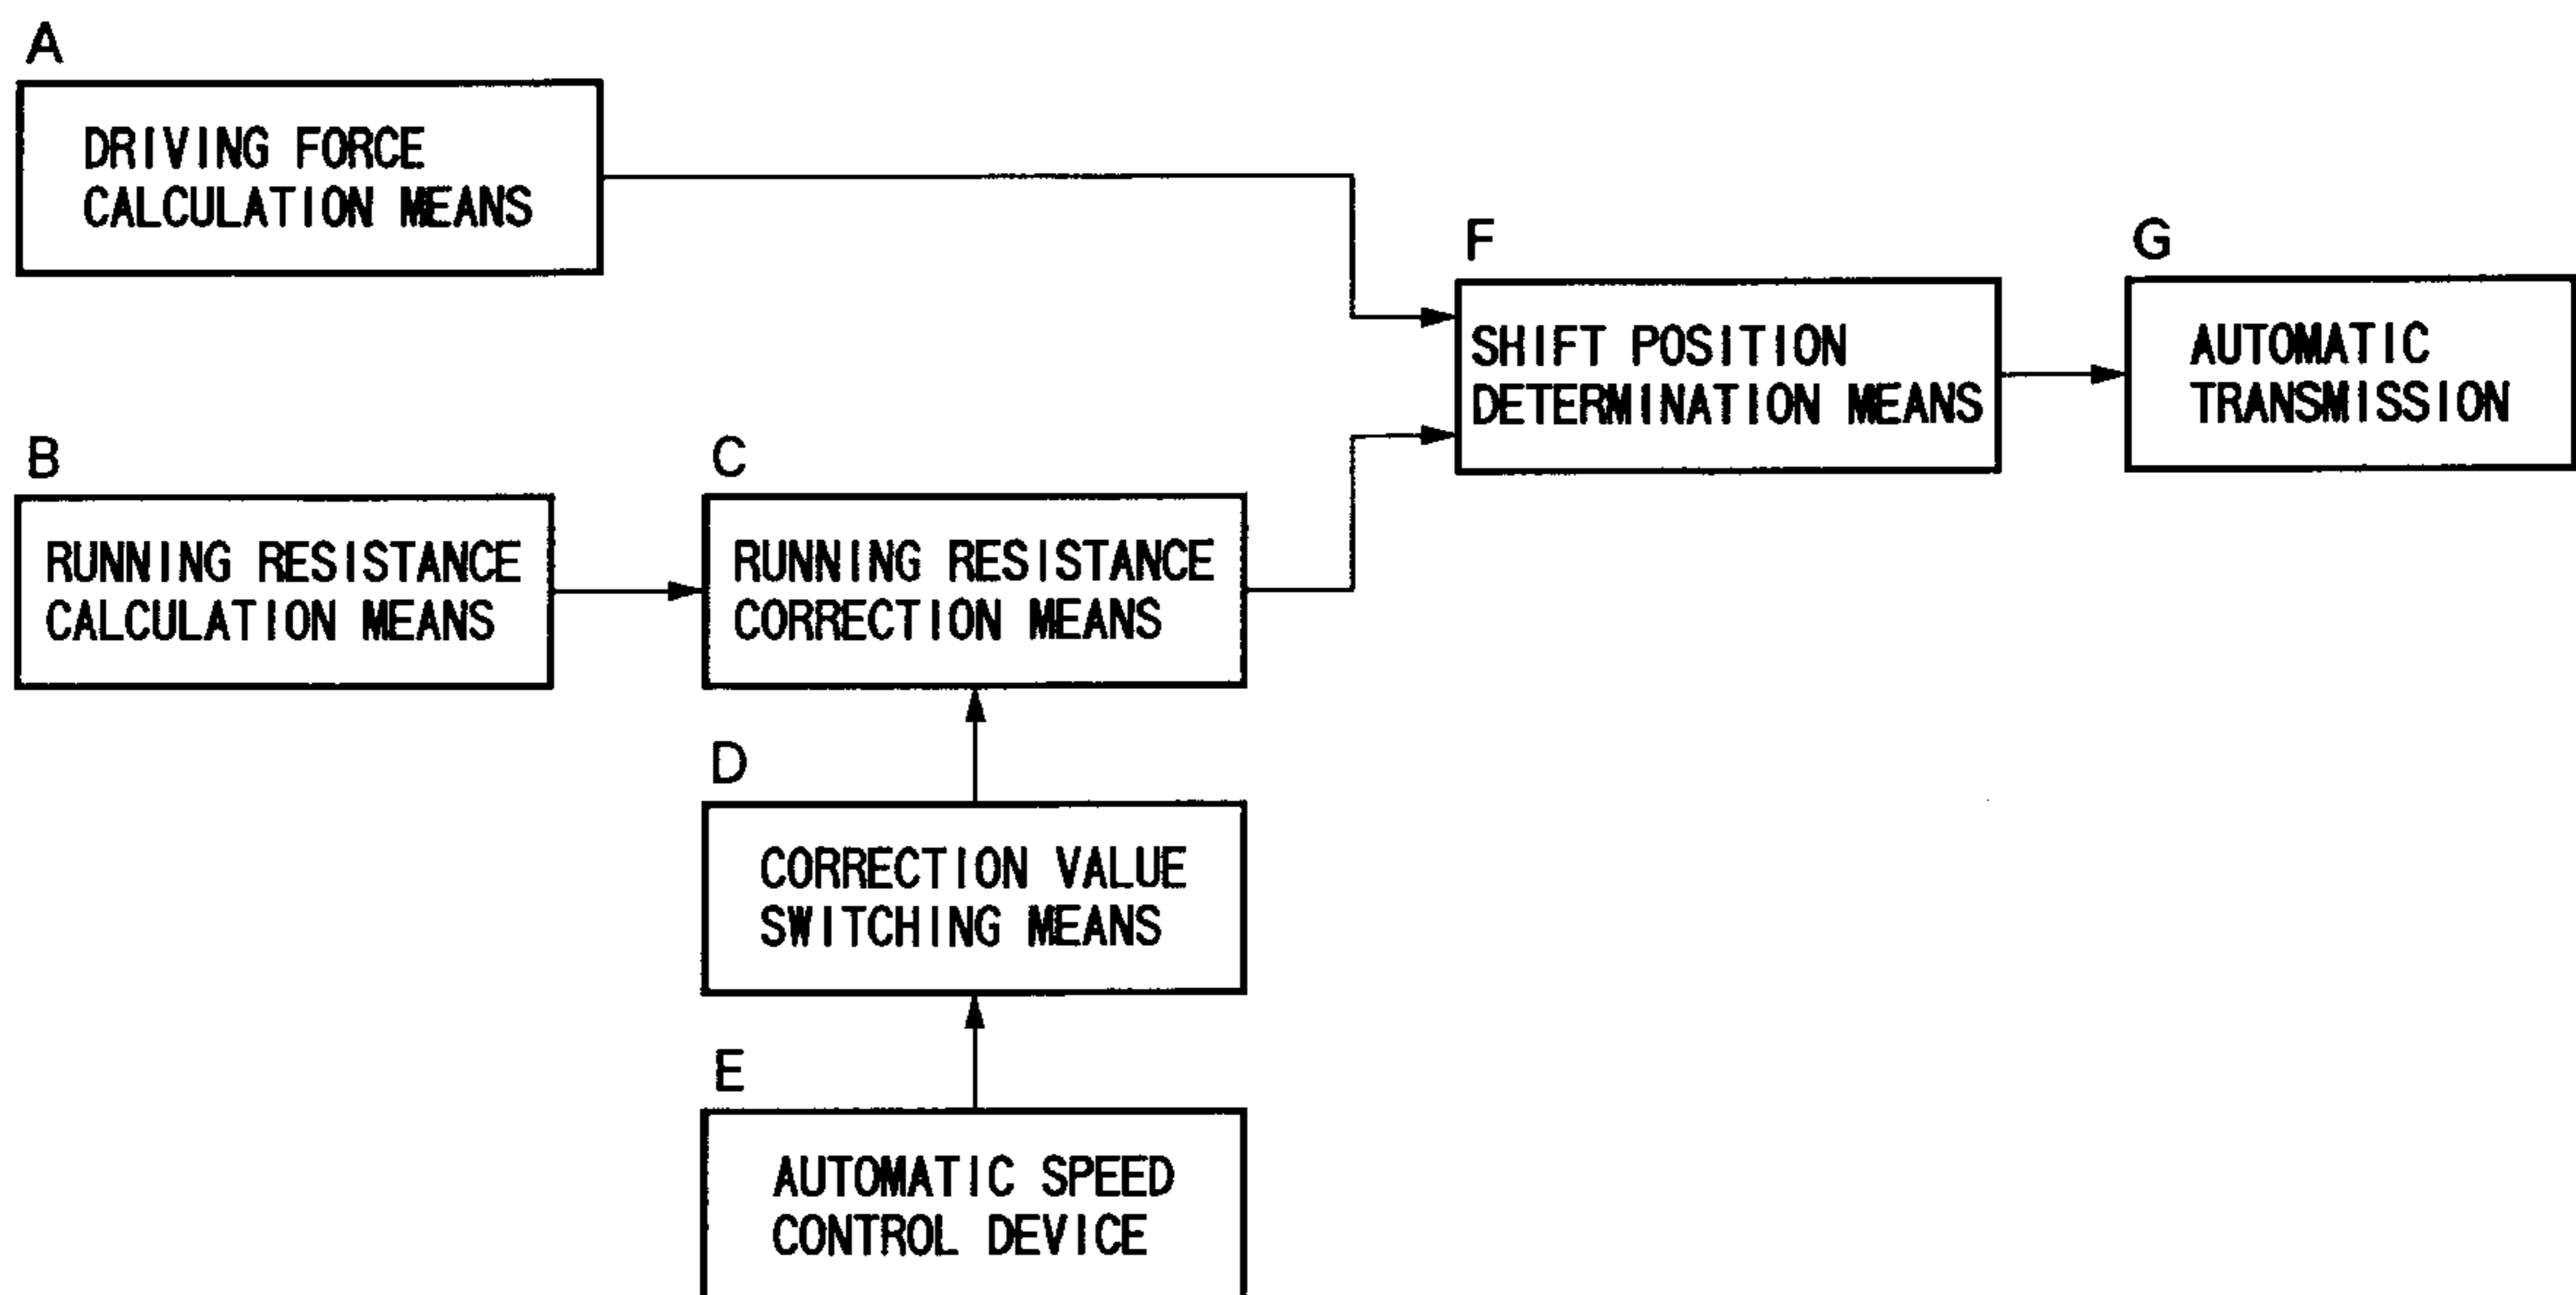 A
DRIVING FORCE
CALCULATION MEANS
B
RUNNING RESISTANCE
CALCULATION MEANS
C
RUNNING RESISTANCE
CORRECTION MEANS
D
CORRECTION VALUE
SWITCHING MEANS
E
AUTOMATIC SPEED
CONTROL DEVICE
F
SHIFT POSITION
DETERMINATION MEANS
G
AUTOMATIC
TRANSMISSION